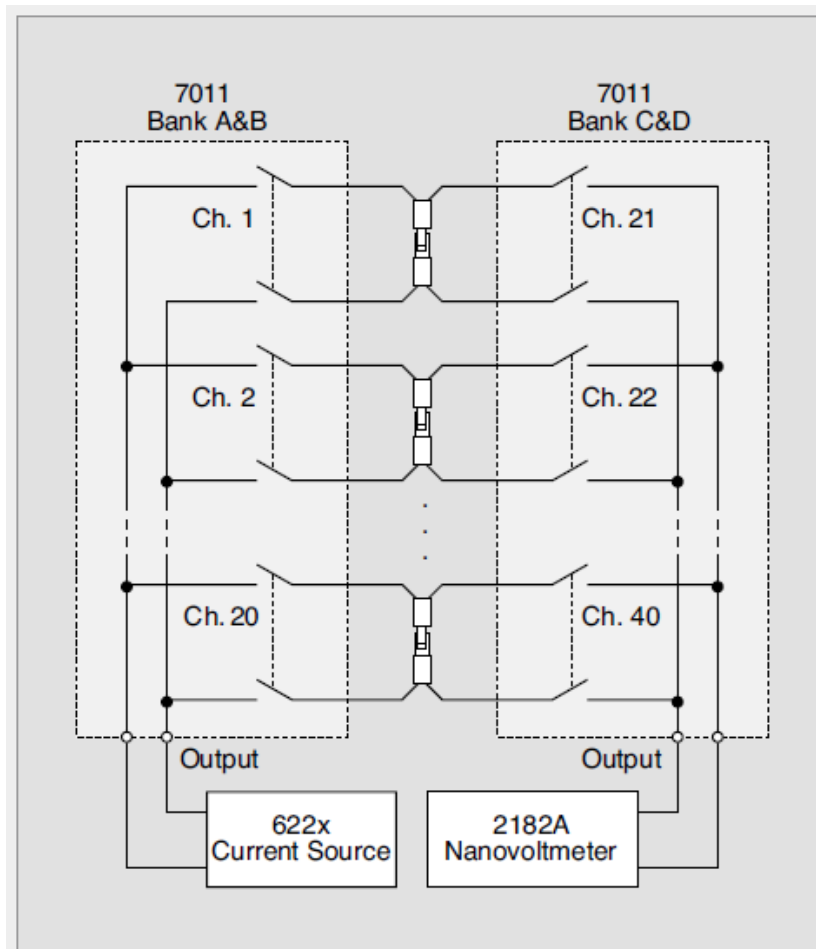 7011
Bank A&B
7011
Bank C&D
Ch. 1
Ch. 21
Ch. 2
Ch. 22
Ch. 20
Ch. 40
Output
Output
622x
Current Source
2182A
Nanovoltmeter